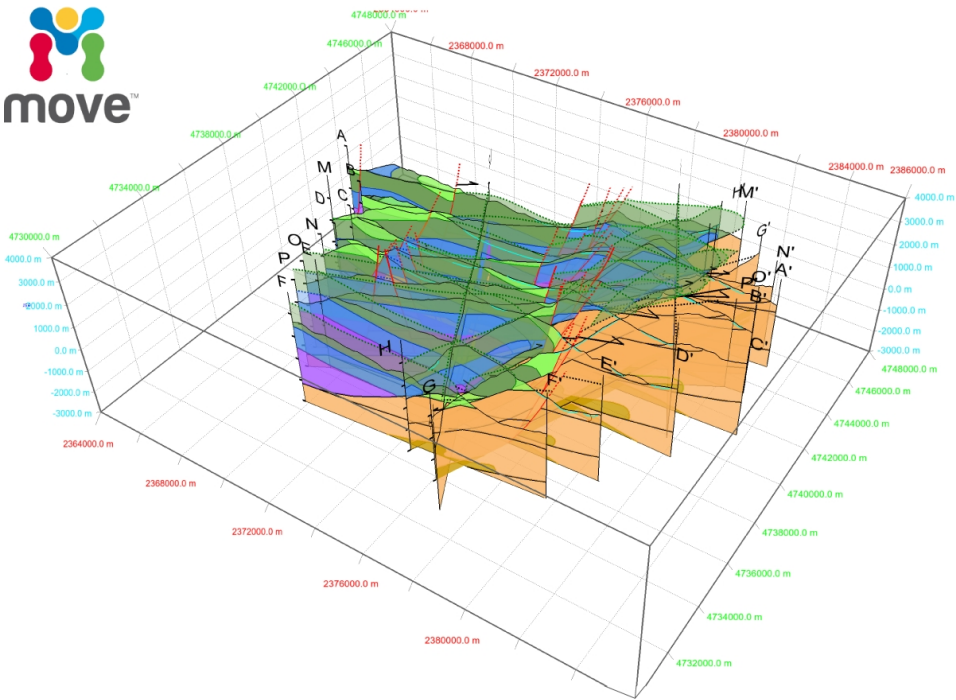 move™
4748000.0 m
4746000.0 m
4742000.0 m
4738000.0 m
4734000.0 m
4730000.0 m
2368000.0 m
2372000.0 m
2376000.0 m
2380000.0 m
2384000.0 m
2386000.0 m
4000.0 m
3000.0 m
2000.0 m
1000.0 m
0.0 m
-1000.0 m
-2000.0 m
-3000.0 m
4748000.0 m
4746000.0 m
4744000.0 m
4742000.0 m
4740000.0 m
4738000.0 m
4736000.0 m
4734000.0 m
4732000.0 m
4000.0 m
3000.0 m
2000.0 m
1000.0 m
0.0 m
-1000.0 m
-2000.0 m
-3000.0 m
2364000.0 m
2368000.0 m
2372000.0 m
2376000.0 m
2380000.0 m
A
M
B
D
C
N
O
E
P
F
H
G
M'
G'
N'
A'
O'
P'
B'
C'
D'
E'
F'